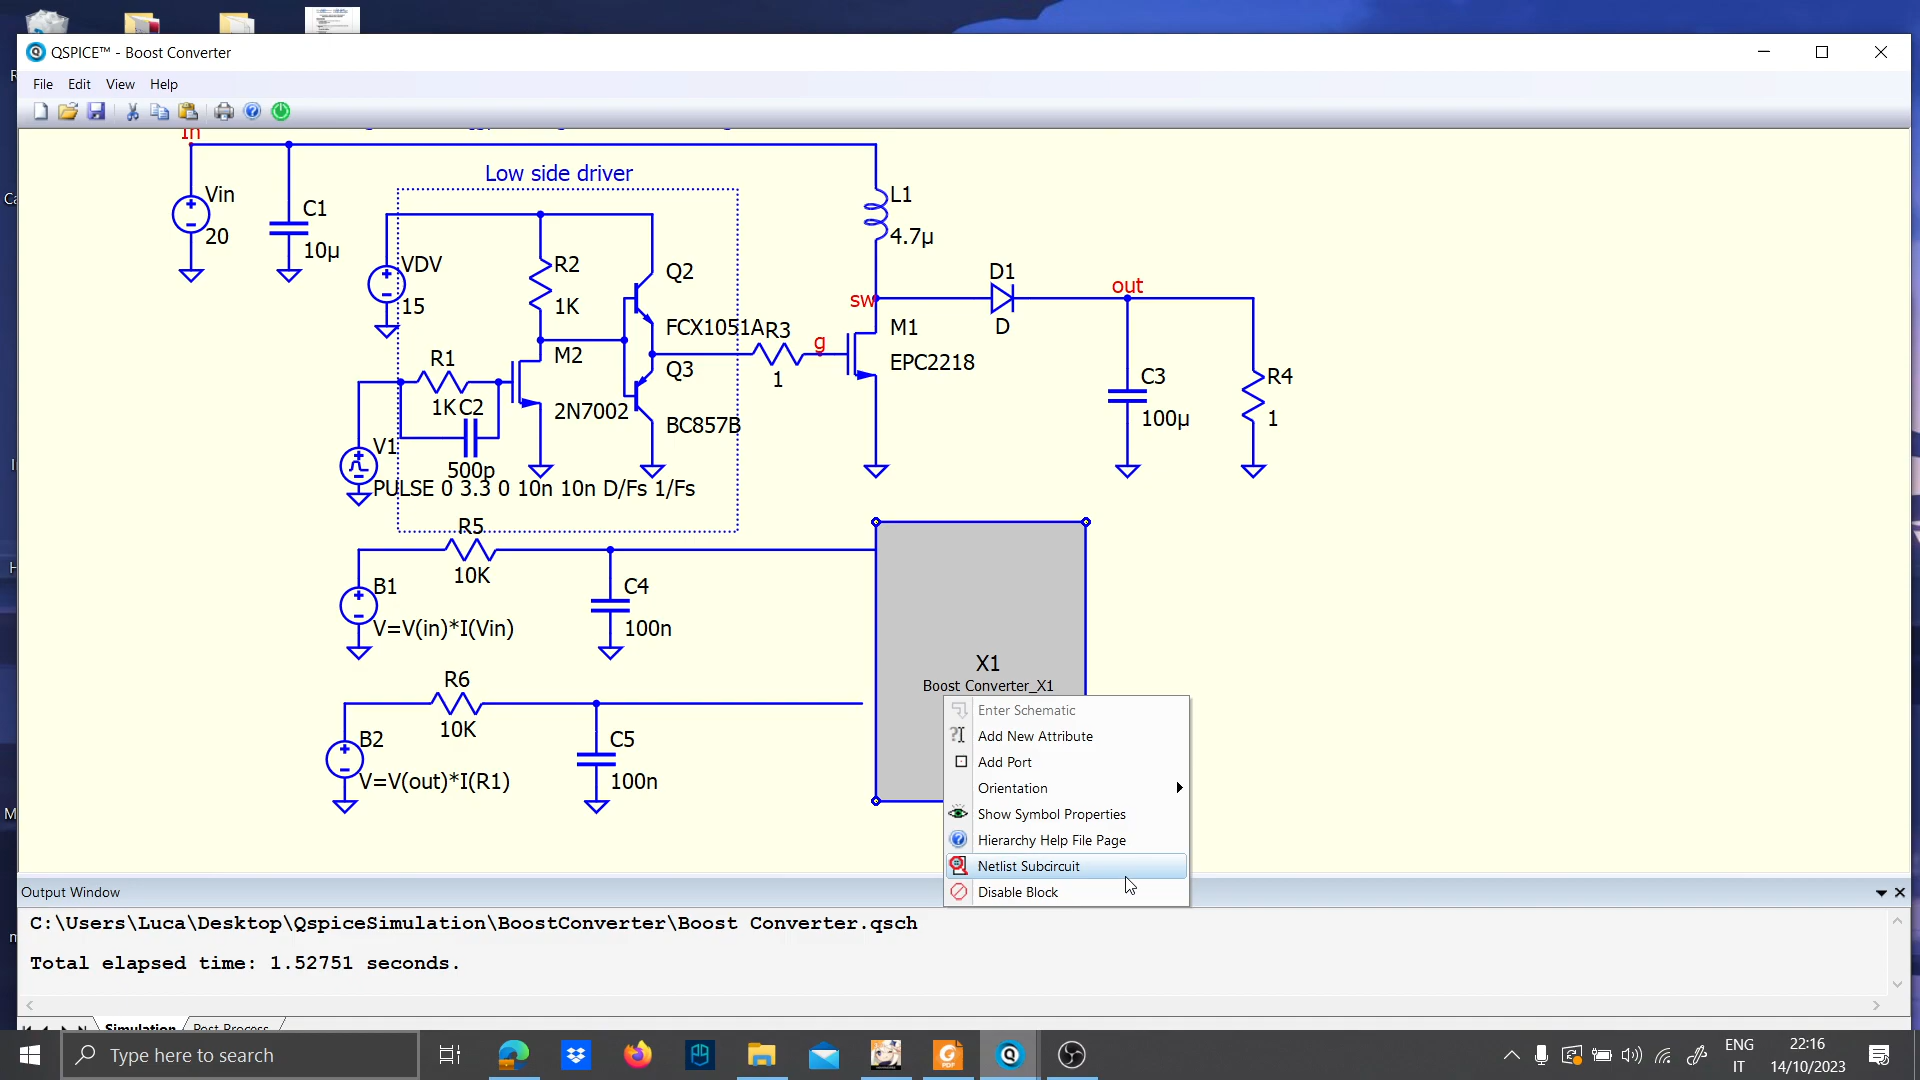 QSPICE™ - Boost Converter
File Edit View Help
in
Low side driver
Vin
20
C1
10µ
VDV
15
R2
1K
Q2
FCX1051A
R3
1
g
L1
4.7µ
sw
D1
D
out
M1
EPC2218
C3
100µ
R4
1
R1
1K
C2
500p
M2
2N7002
Q3
BC857B
V1
PULSE 0 3.3 0 10n 10n D/Fs 1/Fs
R5
10K
B1
V=V(in)*I(Vin)
C4
100n
R6
10K
B2
V=V(out)*I(R1)
C5
100n
X1
Boost Converter_X1
Enter Schematic
Add New Attribute
Add Port
Orientation
Show Symbol Properties
Hierarchy Help File Page
Netlist Subcircuit
Disable Block
Output Window
C:\Users\Luca\Desktop\QspiceSimulation\BoostConverter\Boost Converter.qsch
Total elapsed time: 1.52751 seconds.
Simulation Post Process
Type here to search
ENG
IT
22:16
14/10/2023